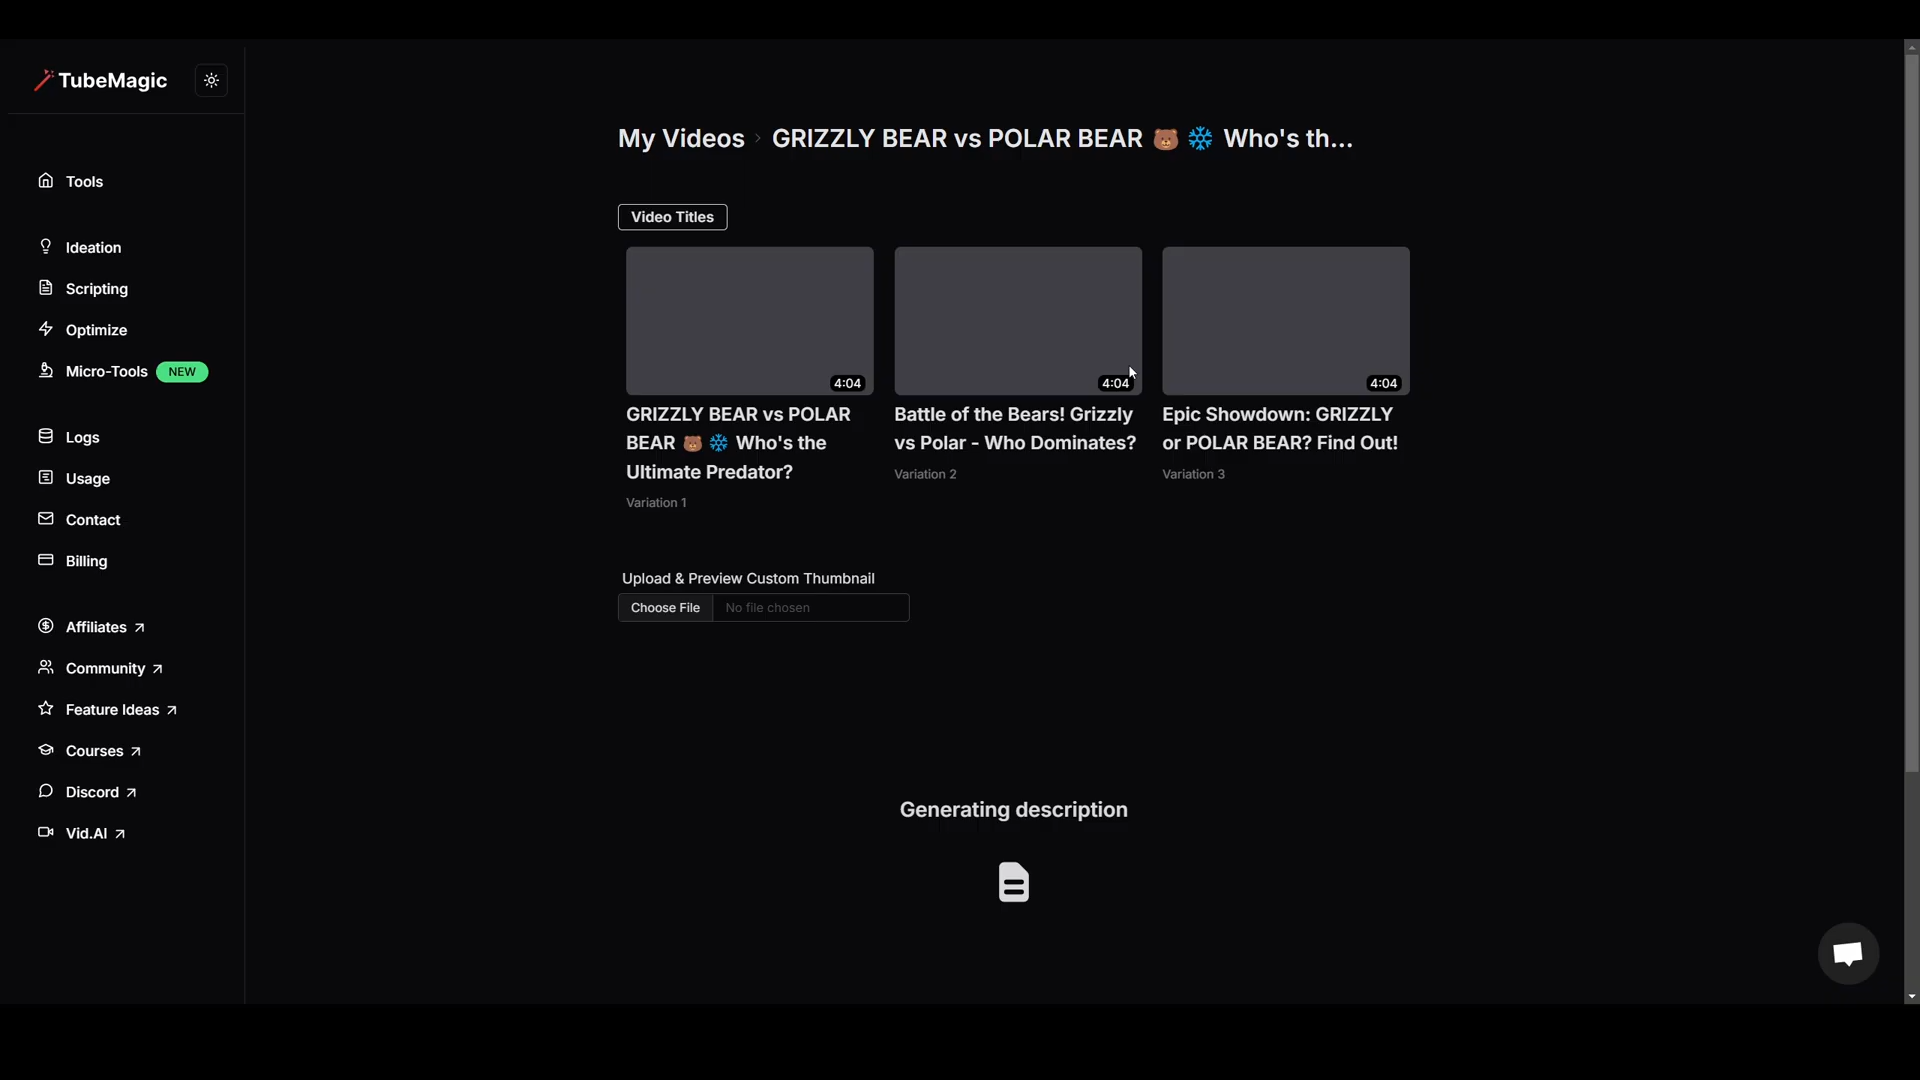 TubeMagic
Tools
Ideation
Scripting
Optimize
Micro-Tools NEW
Logs
Usage
Contact
Billing
Affiliates
Community
Feature Ideas
Courses
Discord
Vid.AI
My Videos › GRIZZLY BEAR vs POLAR BEAR 🐻 ❄️ Who's th...
Video Titles
4:04
GRIZZLY BEAR vs POLAR
BEAR 🐻 ❄️ Who's the
Ultimate Predator?
Variation 1
4:04
Battle of the Bears! Grizzly
vs Polar - Who Dominates?
Variation 2
4:04
Epic Showdown: GRIZZLY
or POLAR BEAR? Find Out!
Variation 3
Upload & Preview Custom Thumbnail
Choose File No file chosen
Generating description